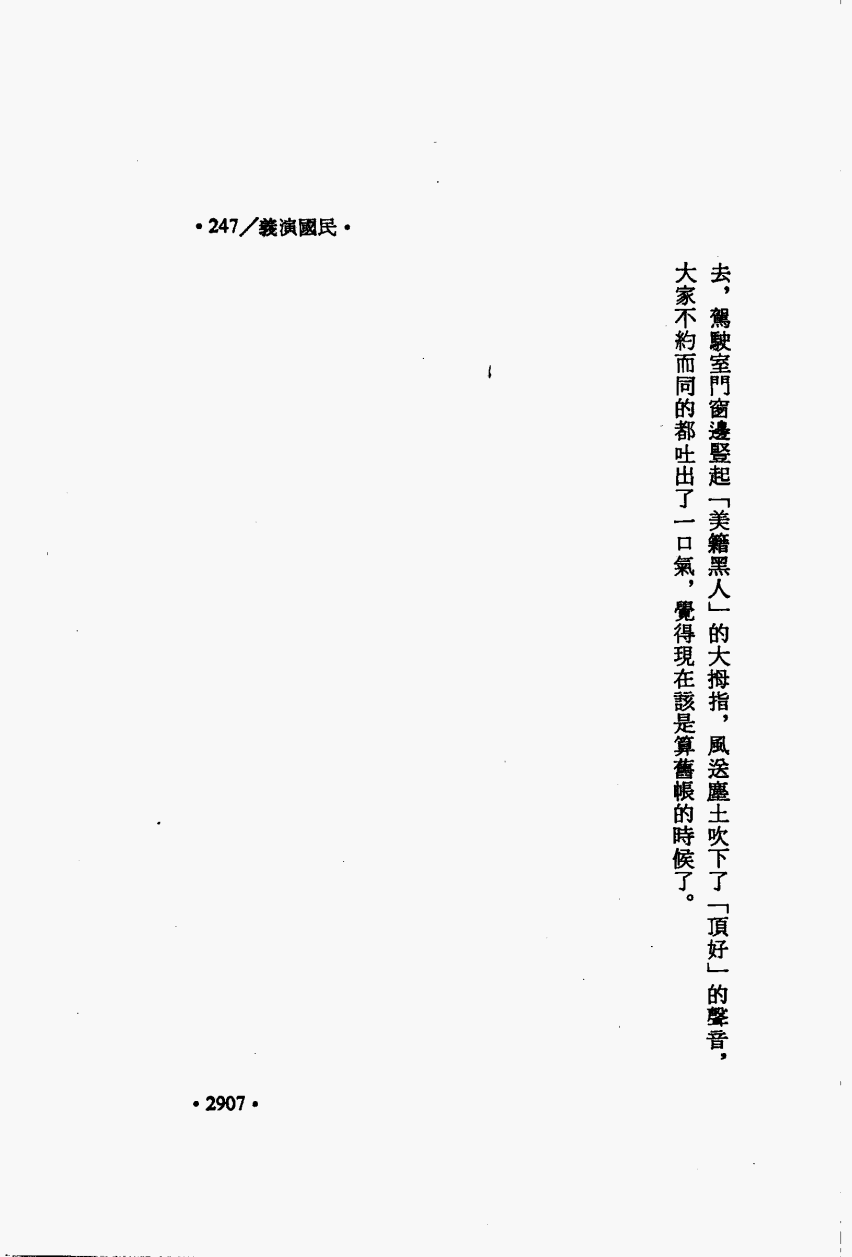 •247／義演國民•
去，駕駛室門窗邊豎起「美籍黑人」的大拇指，風送塵土吹下了「頂好」的聲音，
大家不約而同的都吐出了一口氣，覺得現在該是算舊帳的時候了。
•2907•